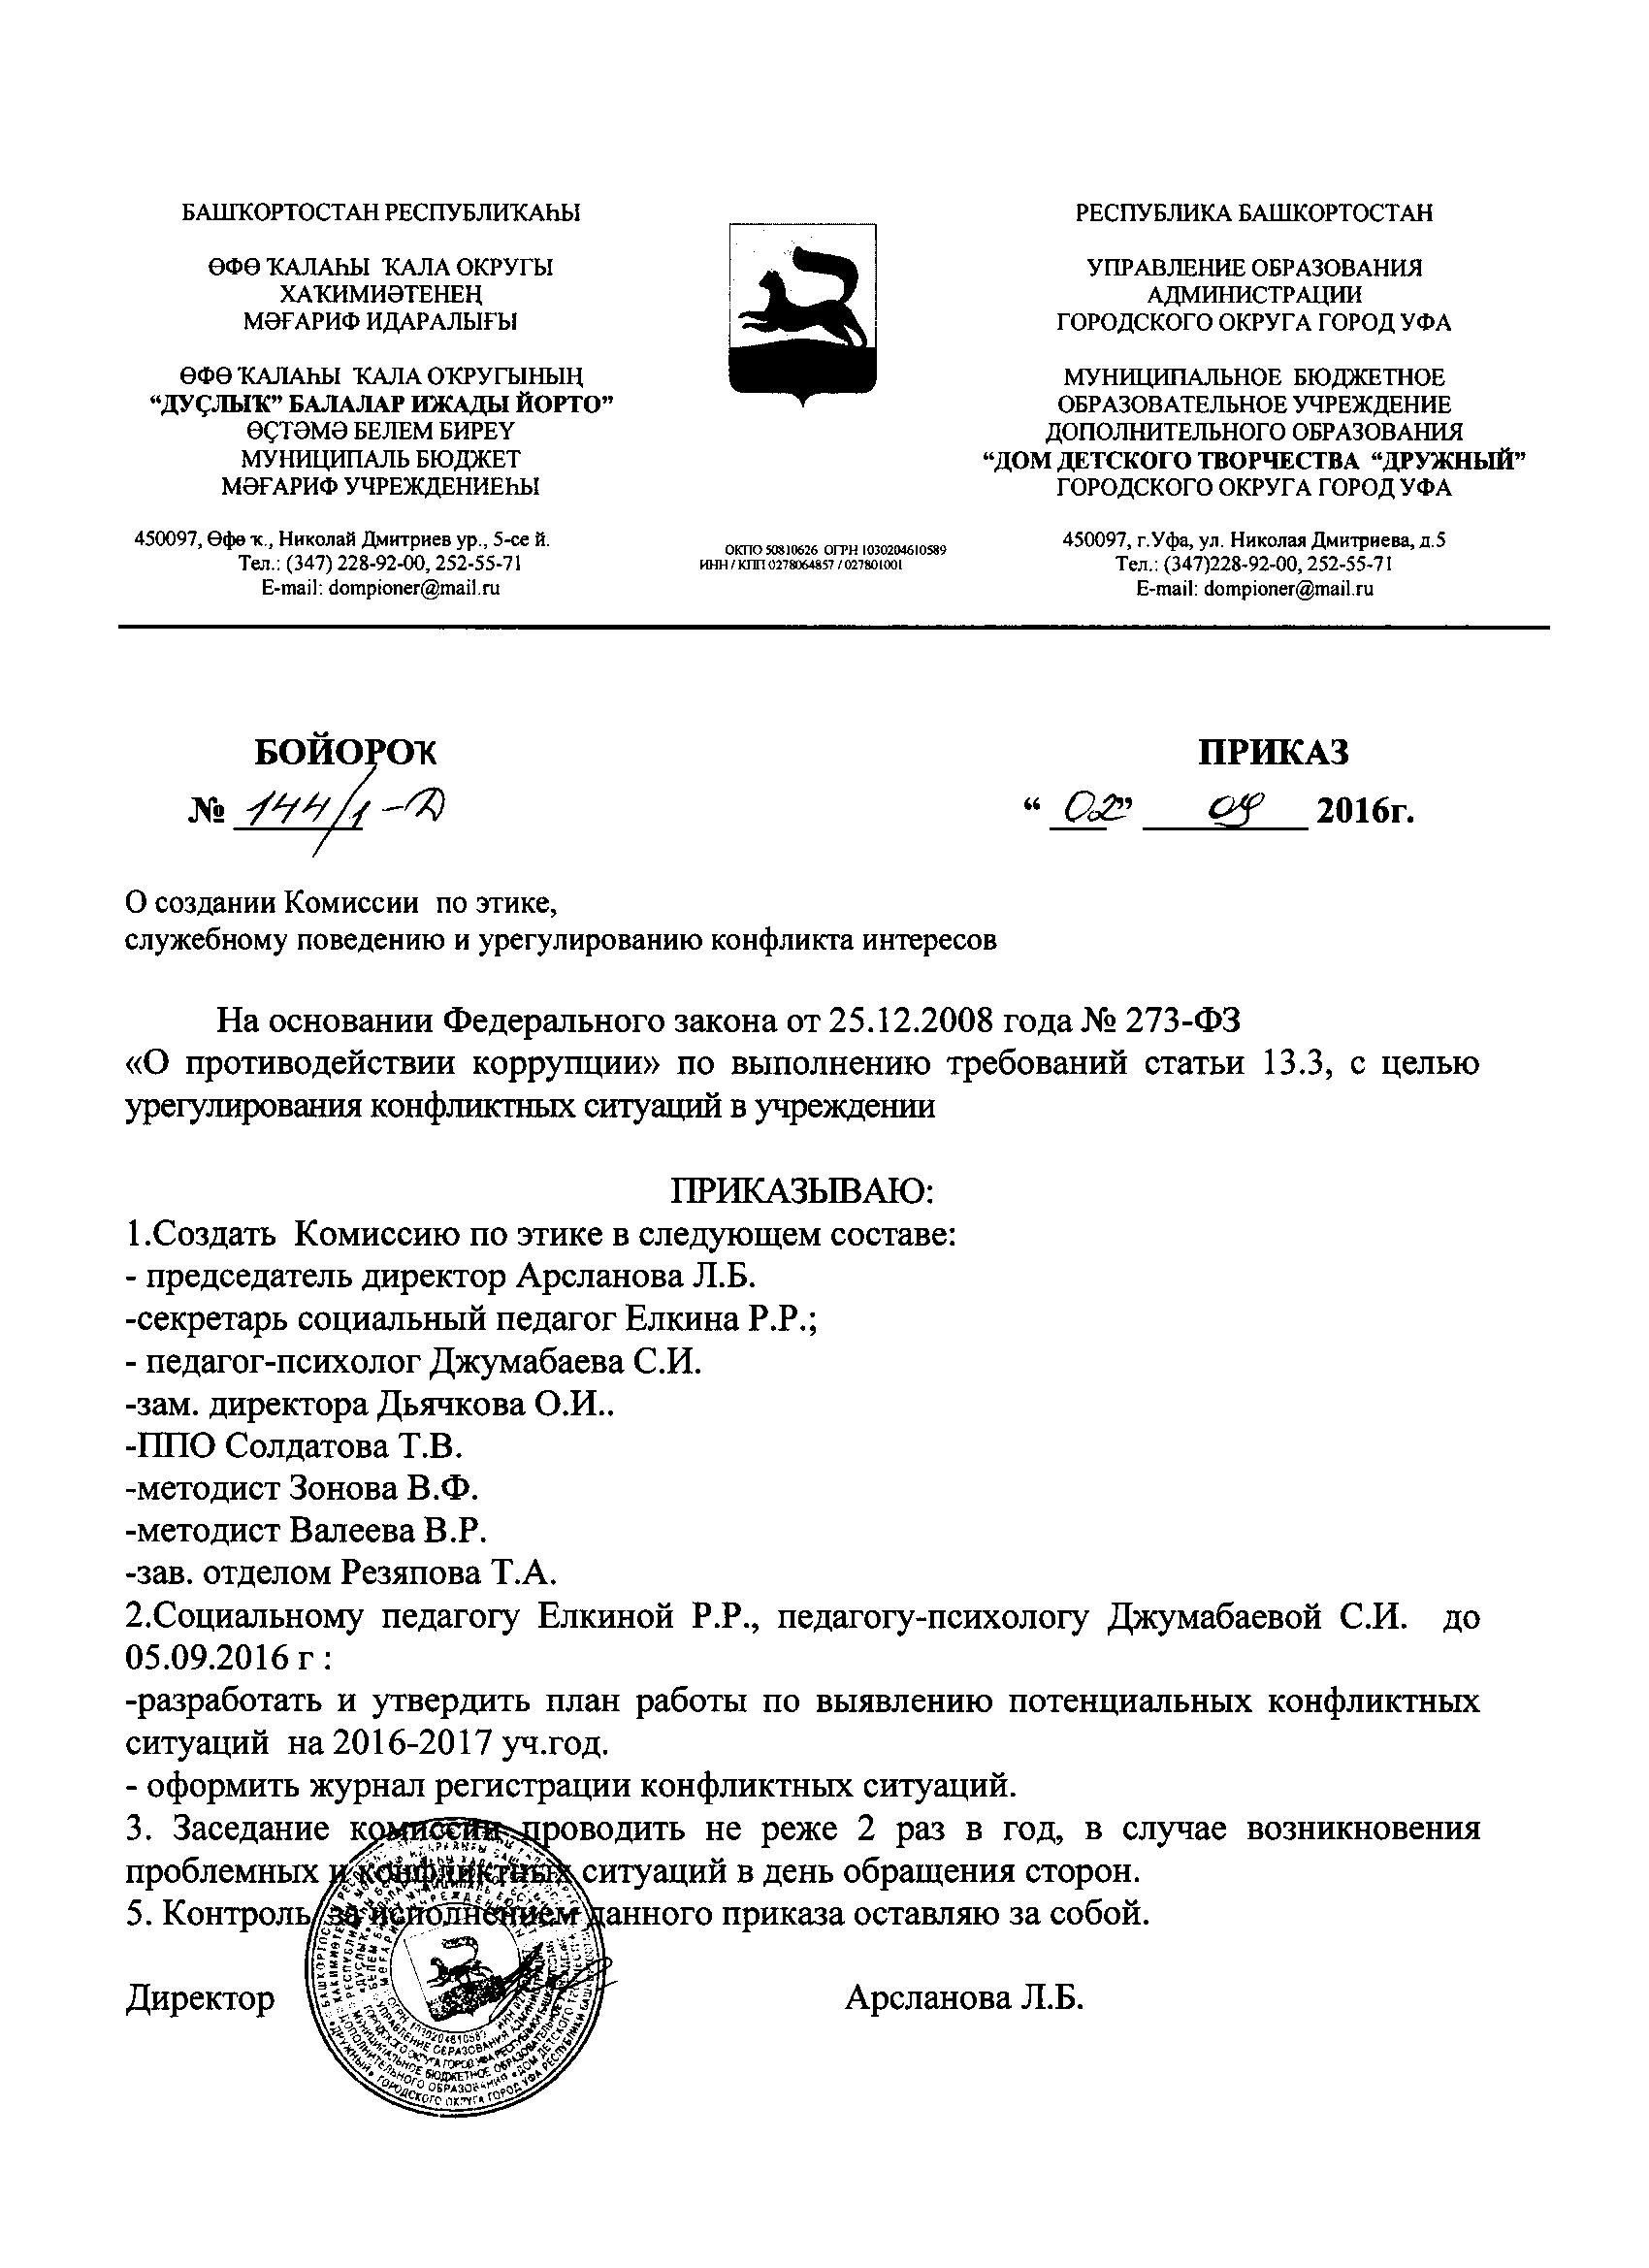 БАШҠОРТОСТАН РЕСПУБЛИКАҺЫ
ӨФӨ ҠАЛАҺЫ ҠАЛА ОКРУГЫ
ХАҠИМИӘТЕНЕҢ
МӘҒАРИФ ИДАРАЛЫҒЫ
ӨФӨ ҠАЛАҺЫ ҠАЛА ОКРУГЫНЫҢ
“ДУҪЛЫҠ” БАЛАЛАР ИЖАДЫ ЙОРТО”
ӨҪТӘМӘ БЕЛЕМ БИРЕҮ
МУНИЦИПАЛЬ БЮДЖЕТ
МӘҒАРИФ УЧРЕЖДЕНИЕҺЫ
450097, Өфө ҡ., Николай Дмитриев ур., 5-се й.
Тел.: (347) 228-92-00, 252-55-71
E-mail: dompioner@mail.ru
ОКПО 50810626 ОГРН 1030204610589
ИНН / КПП 0278064857 / 027801001
РЕСПУБЛИКА БАШКОРТОСТАН
УПРАВЛЕНИЕ ОБРАЗОВАНИЯ
АДМИНИСТРАЦИИ
ГОРОДСКОГО ОКРУГА ГОРОД УФА
МУНИЦИПАЛЬНОЕ БЮДЖЕТНОЕ
ОБРАЗОВАТЕЛЬНОЕ УЧРЕЖДЕНИЕ
ДОПОЛНИТЕЛЬНОГО ОБРАЗОВАНИЯ
“ДОМ ДЕТСКОГО ТВОРЧЕСТВА “ДРУЖНЫЙ”
ГОРОДСКОГО ОКРУГА ГОРОД УФА
450097, г.Уфа, ул. Николая Дмитриева, д.5
Тел.: (347)228-92-00, 252-55-71
E-mail: dompioner@mail.ru
БОЙОРОҠ ПРИКАЗ
№ 144/1-Д “ 02” 09 2016г.
О создании Комиссии по этике,
служебному поведению и урегулированию конфликта интересов
На основании Федерального закона от 25.12.2008 года № 273-ФЗ
«О противодействии коррупции» по выполнению требований статьи 13.3, с целью
урегулирования конфликтных ситуаций в учреждении
ПРИКАЗЫВАЮ:
1.Создать Комиссию по этике в следующем составе:
- председатель директор Арсланова Л.Б.
-секретарь социальный педагог Елкина Р.Р.;
- педагог-психолог Джумабаева С.И.
-зам. директора Дьячкова О.И..
-ППО Солдатова Т.В.
-методист Зонова В.Ф.
-методист Валеева В.Р.
-зав. отделом Резяпова Т.А.
2.Социальному педагогу Елкиной Р.Р., педагогу-психологу Джумабаевой С.И. до
05.09.2016 г :
-разработать и утвердить план работы по выявлению потенциальных конфликтных
ситуаций на 2016-2017 уч.год.
- оформить журнал регистрации конфликтных ситуаций.
3. Заседание комиссии проводить не реже 2 раз в год, в случае возникновения
проблемных и конфликтных ситуаций в день обращения сторон.
5. Контроль за исполнением данного приказа оставляю за собой.
Директор Арсланова Л.Б.